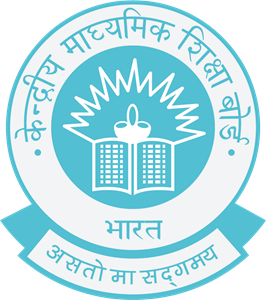 • केन्द्रीय माध्यमिक शिक्षा बोर्ड •
भारत
असतो मा सद्गमय